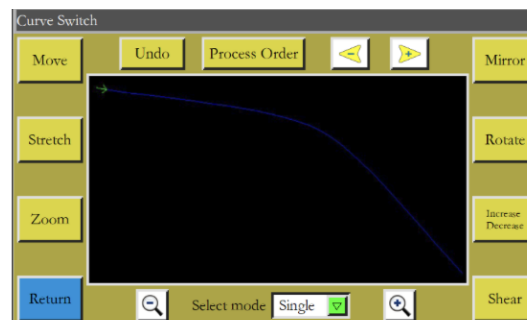 Curve Switch
Move
Undo
Process Order
-
+
Mirror
Stretch
Rotate
Zoom
Increase
Decrease
Return
Select mode
Single
Shear